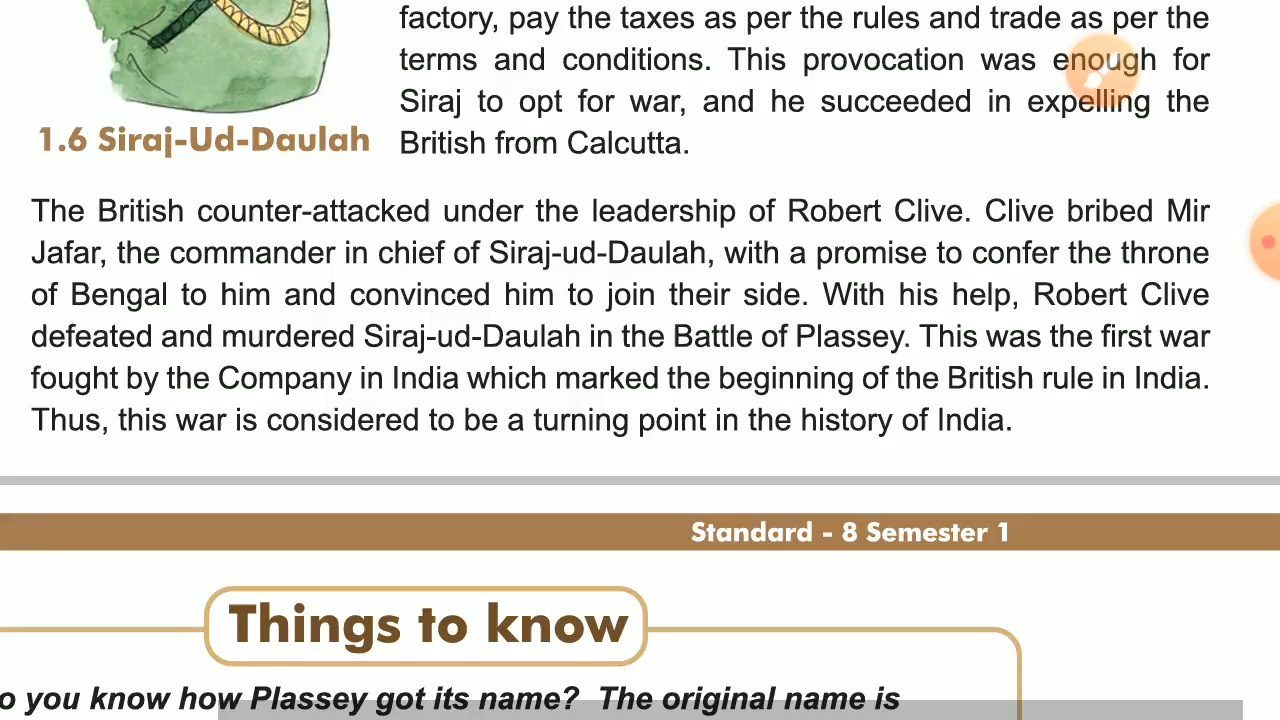 factory, pay the taxes as per the rules and trade as per the
terms and conditions. This provocation was enough for
Siraj to opt for war, and he succeeded in expelling the
British from Calcutta.
1.6 Siraj-Ud-Daulah
The British counter-attacked under the leadership of Robert Clive. Clive bribed Mir
Jafar, the commander in chief of Siraj-ud-Daulah, with a promise to confer the throne
of Bengal to him and convinced him to join their side. With his help, Robert Clive
defeated and murdered Siraj-ud-Daulah in the Battle of Plassey. This was the first war
fought by the Company in India which marked the beginning of the British rule in India.
Thus, this war is considered to be a turning point in the history of India.
Standard - 8 Semester 1
Things to know
o you know how Plassey got its name? The original name is